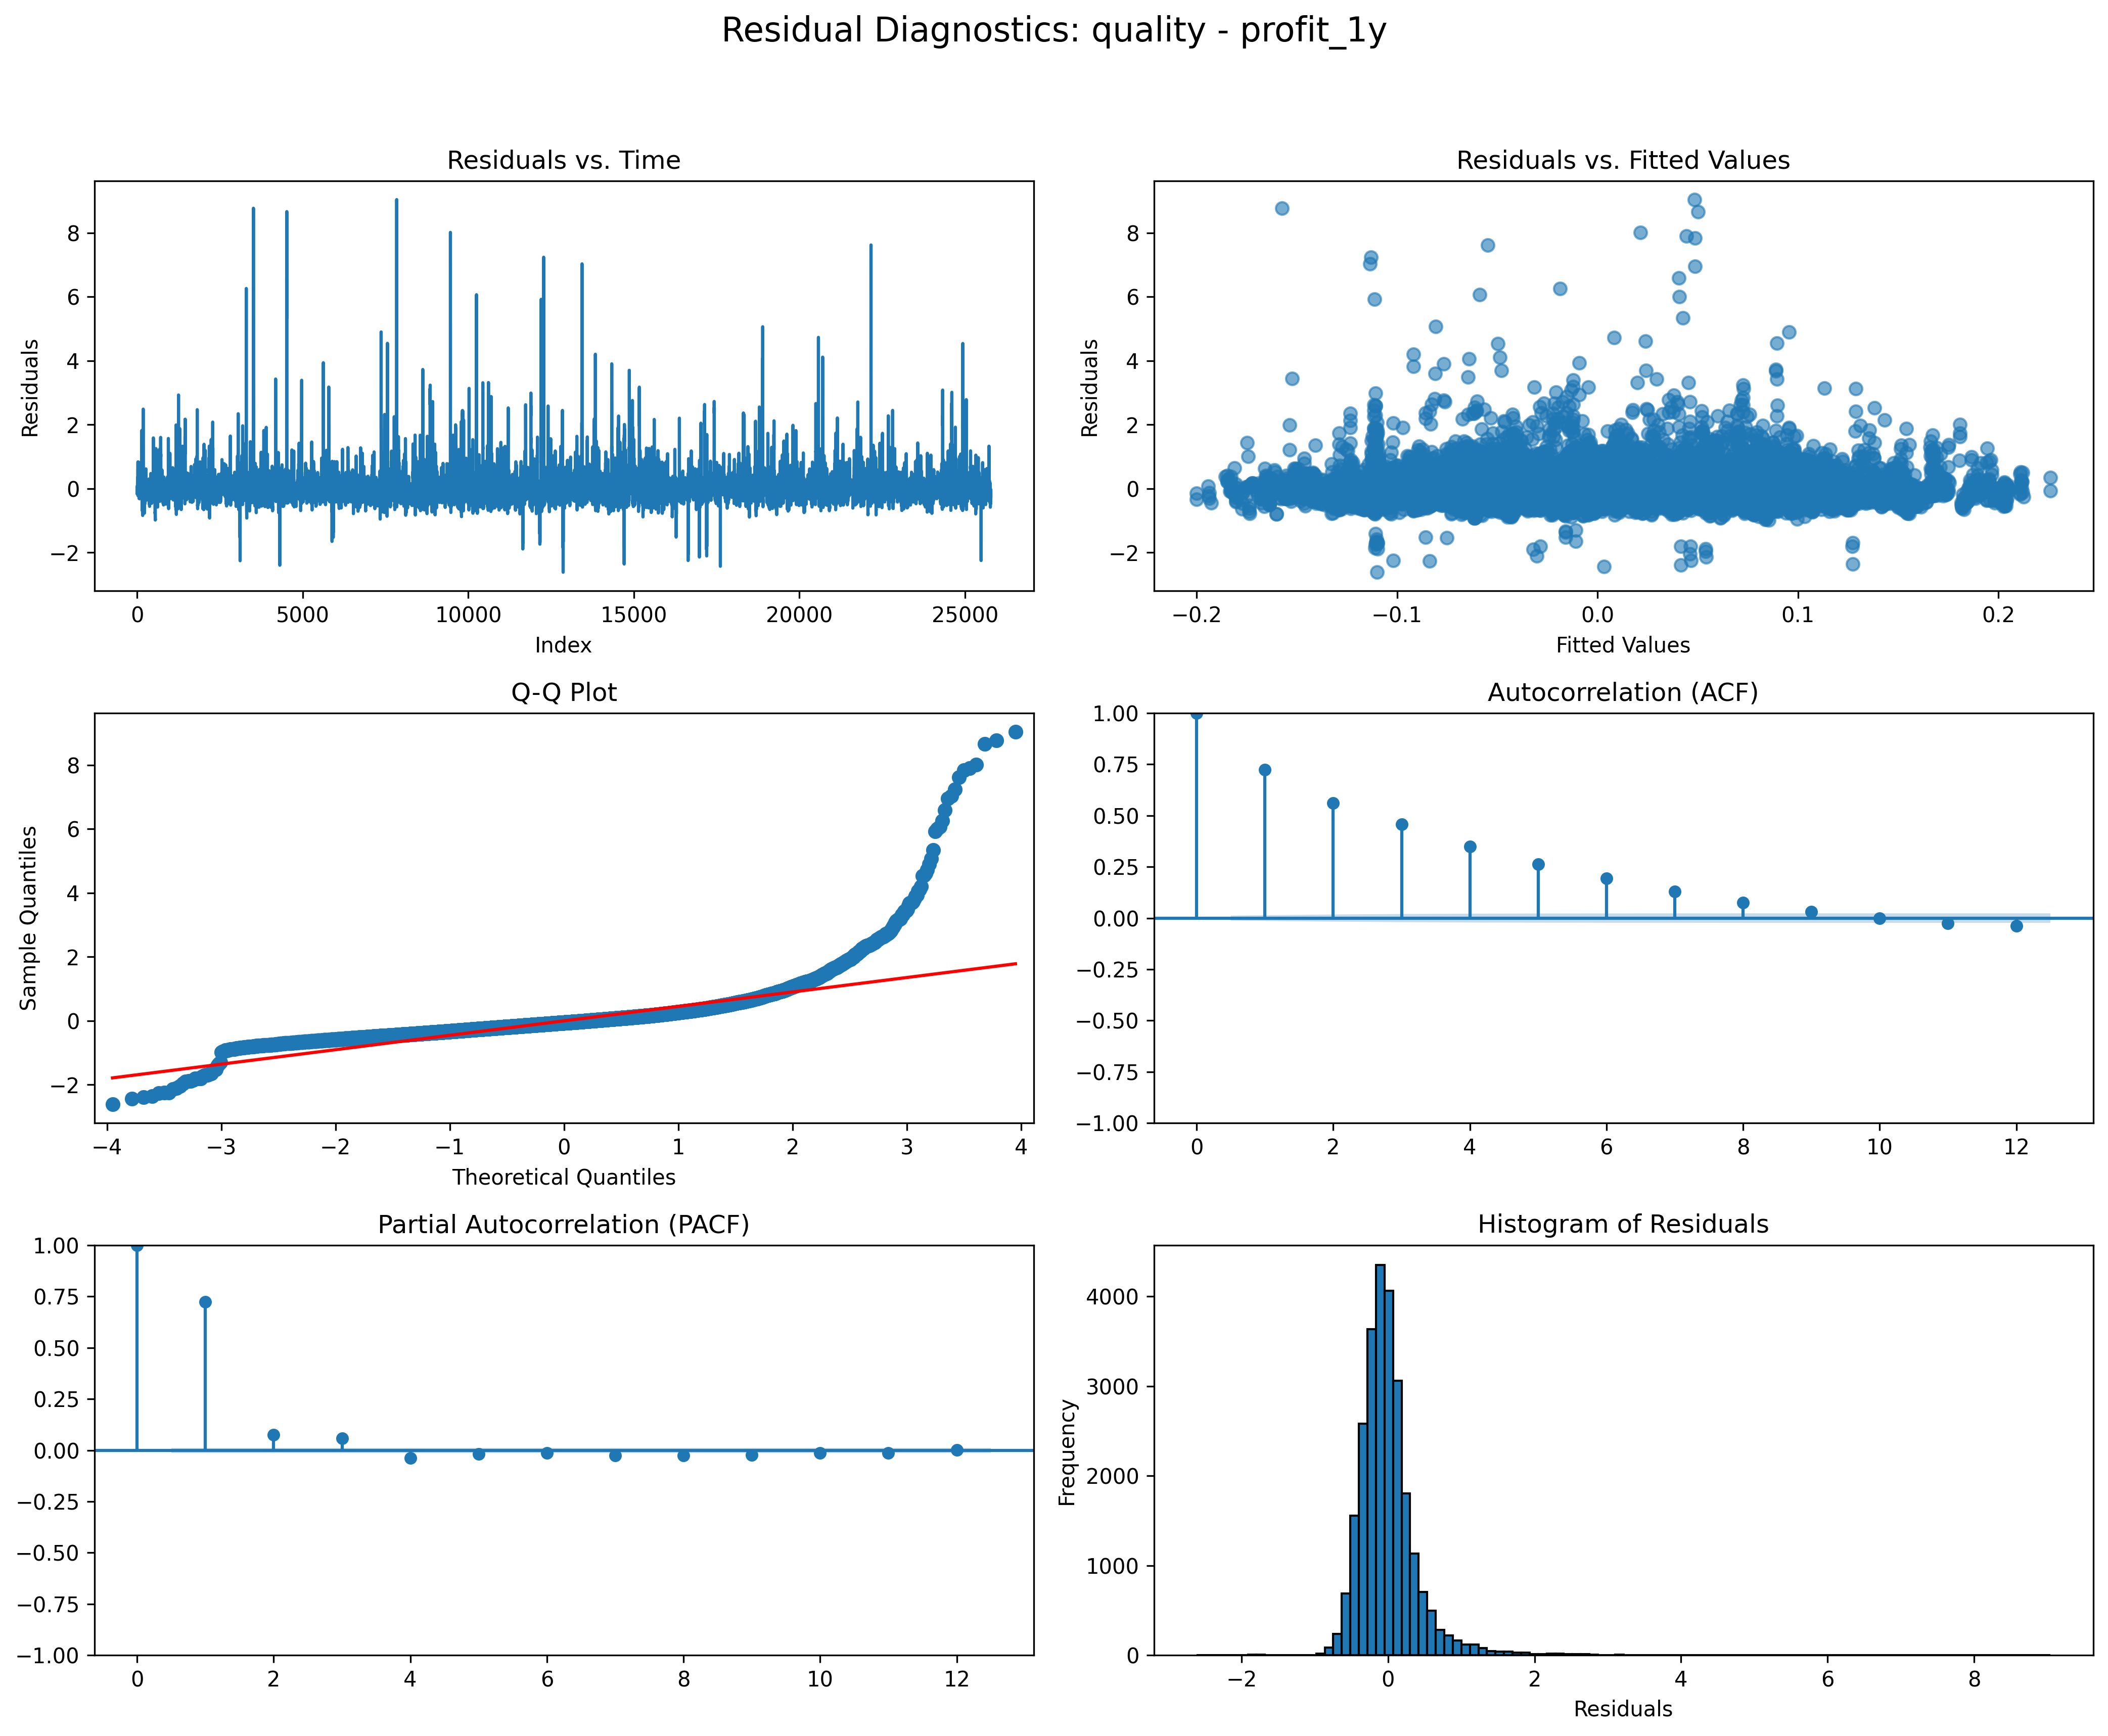 Residual Diagnostics: quality - profit_1y
Residuals vs. Time
Residuals
8
6
4
2
0
−2
0 5000 10000 15000 20000 25000
Index
Residuals vs. Fitted Values
Residuals
8
6
4
2
0
−2
−0.2 −0.1 0.0 0.1 0.2
Fitted Values
Q-Q Plot
Sample Quantiles
8
6
4
2
0
−2
−4 −3 −2 −1 0 1 2 3 4
Theoretical Quantiles
Autocorrelation (ACF)
1.00
0.75
0.50
0.25
0.00
−0.25
−0.50
−0.75
−1.00
0 2 4 6 8 10 12
Partial Autocorrelation (PACF)
1.00
0.75
0.50
0.25
0.00
−0.25
−0.50
−0.75
−1.00
0 2 4 6 8 10 12
Histogram of Residuals
Frequency
4000
3000
2000
1000
0
−2 0 2 4 6 8
Residuals